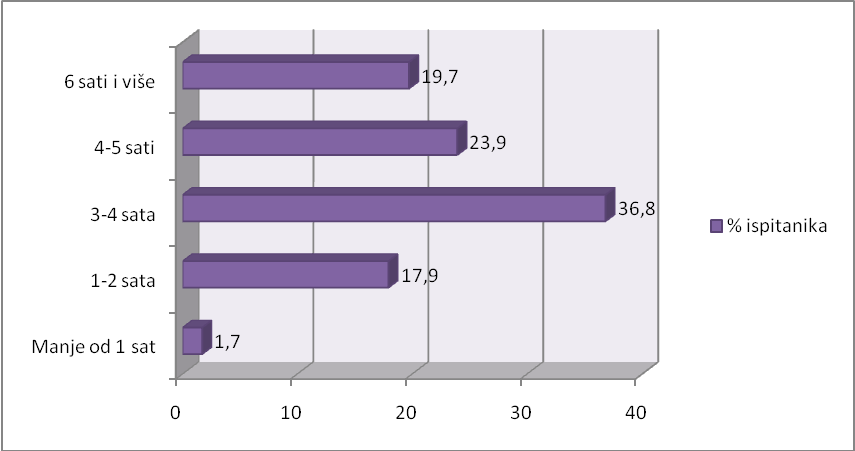 6 sati i više
19,7
4-5 sati
23,9
3-4 sata
36,8
1-2 sata
17,9
Manje od 1 sat
1,7
0 10 20 30 40
% ispitanika